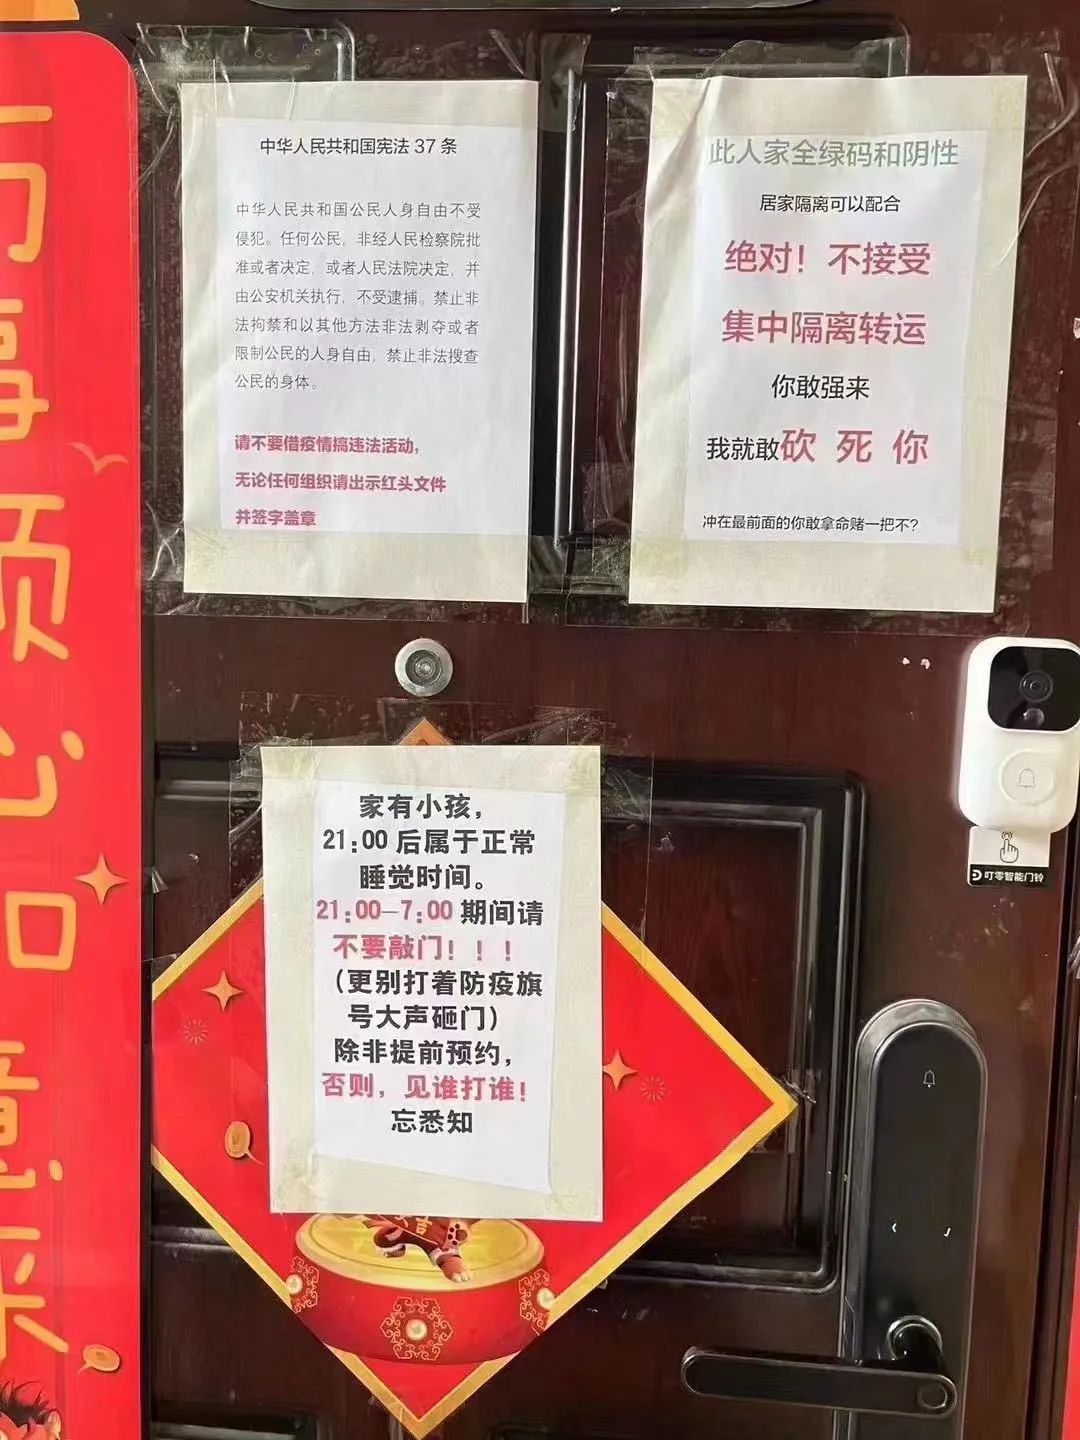 万事顺心如意来
中华人民共和国宪法 37 条
中华人民共和国公民人身自由不受
侵犯。任何公民，非经人民检察院批
准或者决定，或者人民法院决定，并
由公安机关执行，不受逮捕。禁止非
法拘禁和以其他方法非法剥夺或者
限制公民的人身自由，禁止非法搜查
公民的身体。
请不要借疫情搞违法活动，
无论任何组织请出示红头文件
并签字盖章
此人家全绿码和阴性
居家隔离可以配合
绝对！不接受
集中隔离转运
你敢强来
我就敢砍 死 你
冲在最前面的你敢拿命赌一把不？
家有小孩，
21:00 后属于正常
睡觉时间。
21:00—7:00 期间请
不要敲门！！！
（更别打着防疫旗
号大声砸门）
除非提前预约，
否则，见谁打谁！
忘悉知
叮零智能门铃
吉